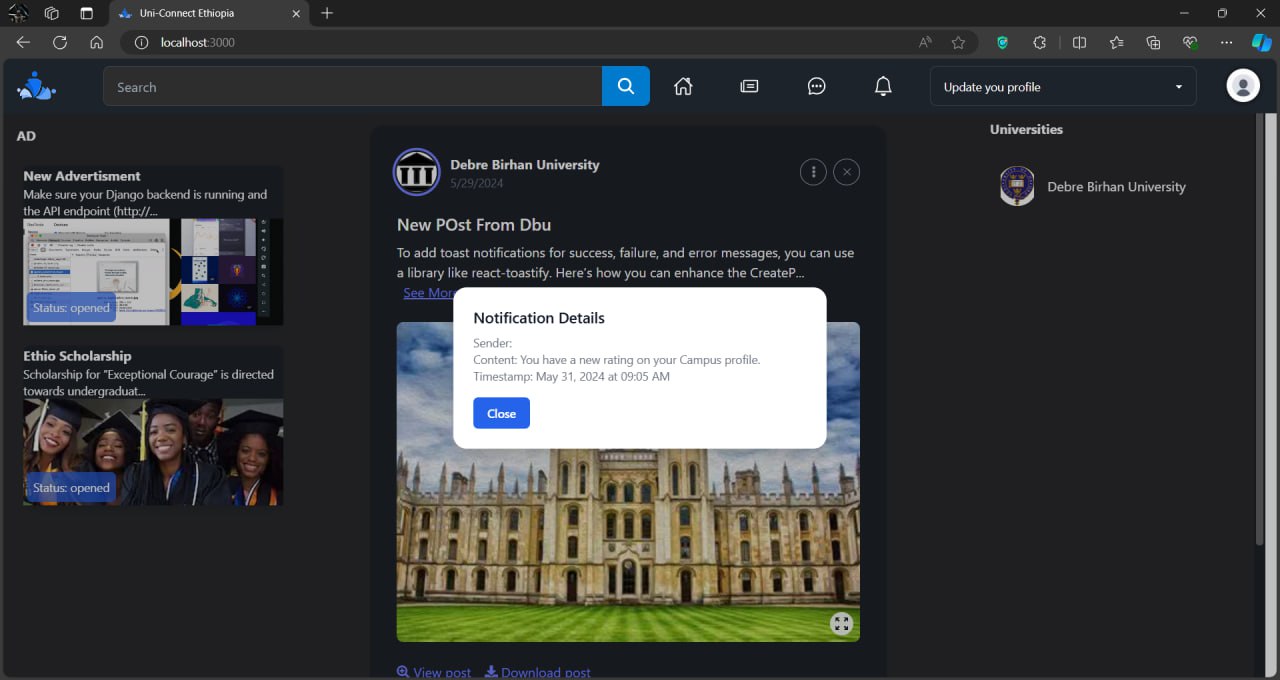 Uni-Connect Ethiopia
localhost:3000
Search
Update you profile
AD
New Advertisment
Make sure your Django backend is running and
the API endpoint (http://...
Status: opened
Ethio Scholarship
Scholarship for "Exceptional Courage" is directed
towards undergraduat...
Status: opened
Debre Birhan University
5/29/2024
New POst From Dbu
To add toast notifications for success, failure, and error messages, you can use
a library like react-toastify. Here's how you can enhance the CreateP...
See More
Notification Details
Sender:
Content: You have a new rating on your Campus profile.
Timestamp: May 31, 2024 at 09:05 AM
Close
View post
Download post
Universities
Debre Birhan University